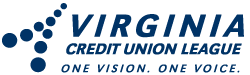 VIRGINIA
CREDIT UNION LEAGUE
ONE VISION. ONE VOICE.